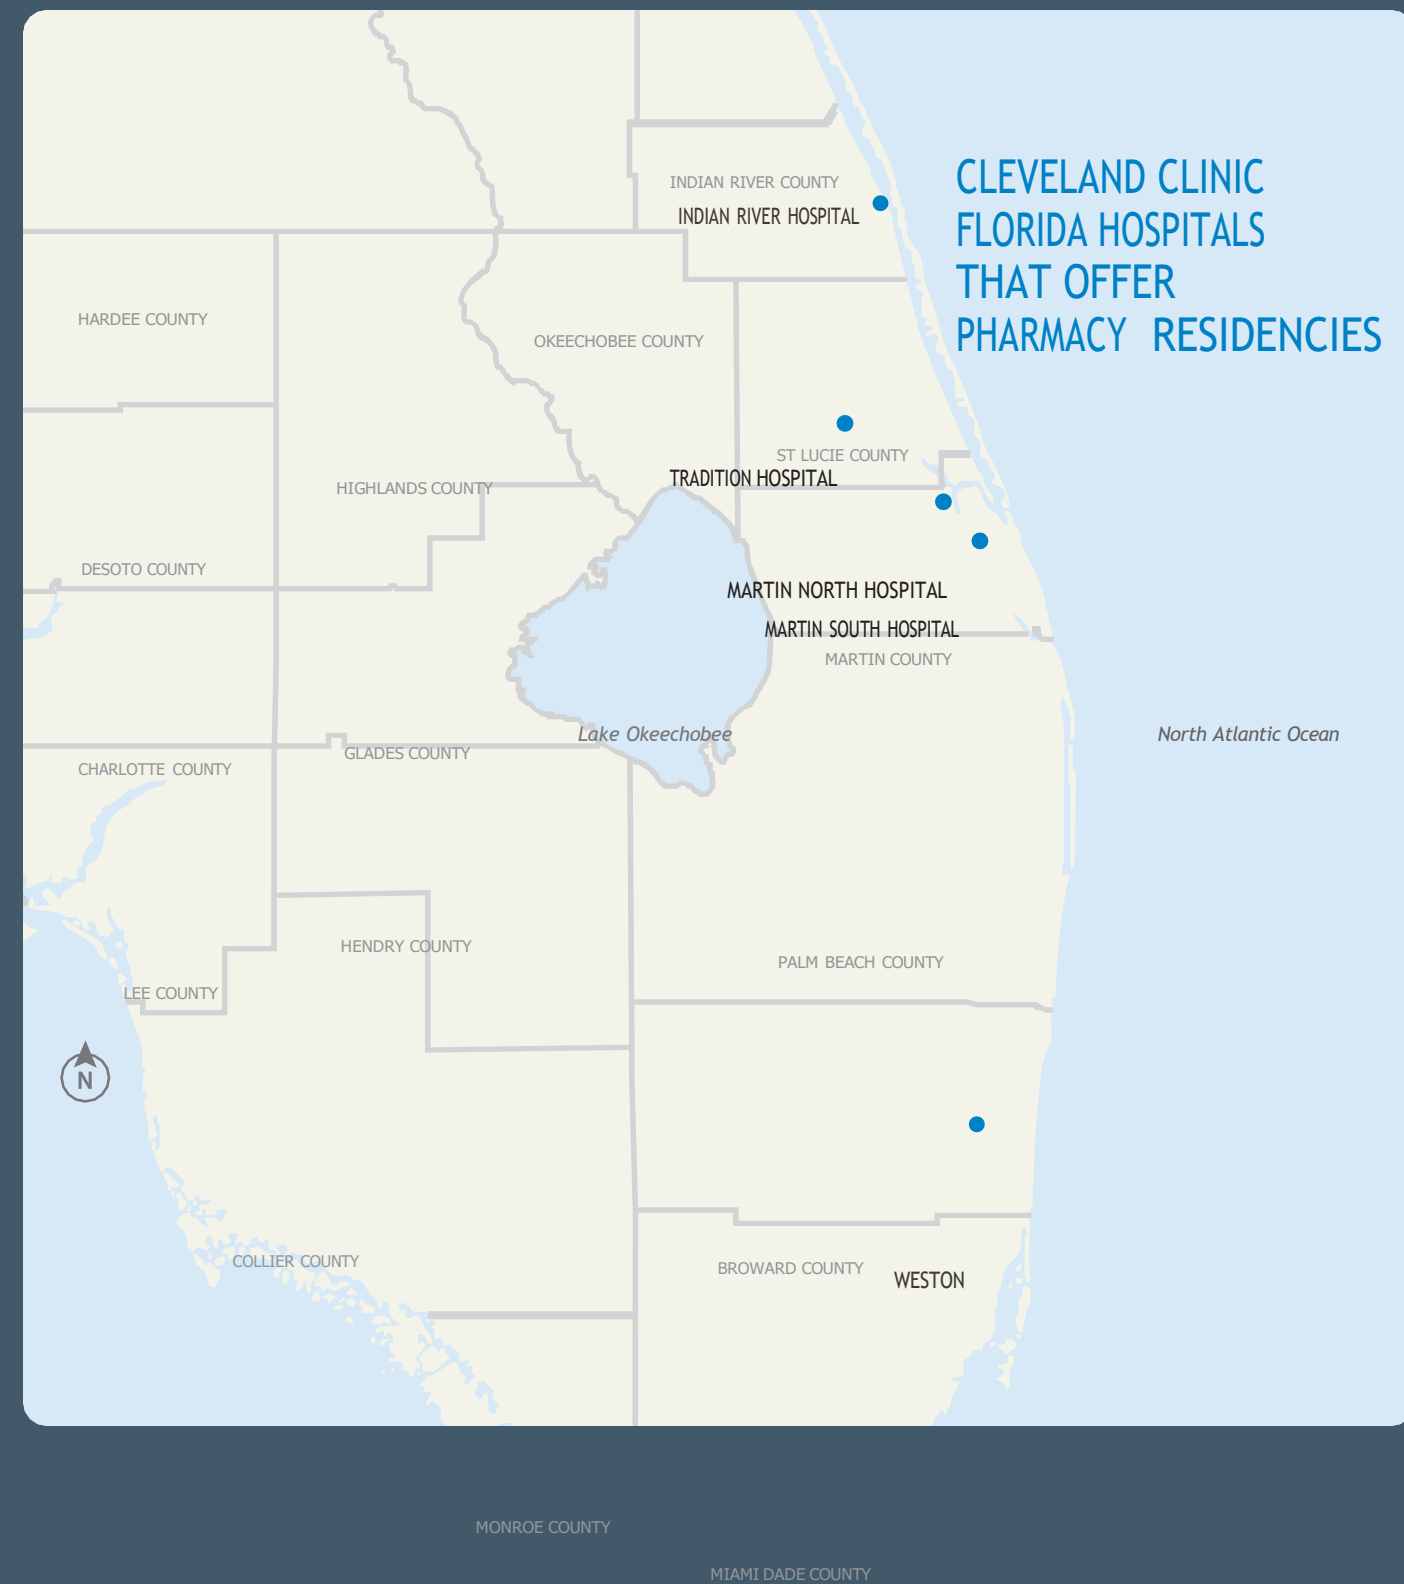 CLEVELAND CLINIC
FLORIDA HOSPITALS
THAT OFFER
PHARMACY RESIDENCIES
INDIAN RIVER COUNTY
INDIAN RIVER HOSPITAL
HARDEE COUNTY
OKEECHOBEE COUNTY
ST LUCIE COUNTY
TRADITION HOSPITAL
HIGHLANDS COUNTY
DESOTO COUNTY
MARTIN NORTH HOSPITAL
MARTIN SOUTH HOSPITAL
MARTIN COUNTY
Lake Okeechobee
North Atlantic Ocean
GLADES COUNTY
CHARLOTTE COUNTY
HENDRY COUNTY
PALM BEACH COUNTY
LEE COUNTY
N
COLLIER COUNTY
BROWARD COUNTY
WESTON
MONROE COUNTY
MIAMI DADE COUNTY